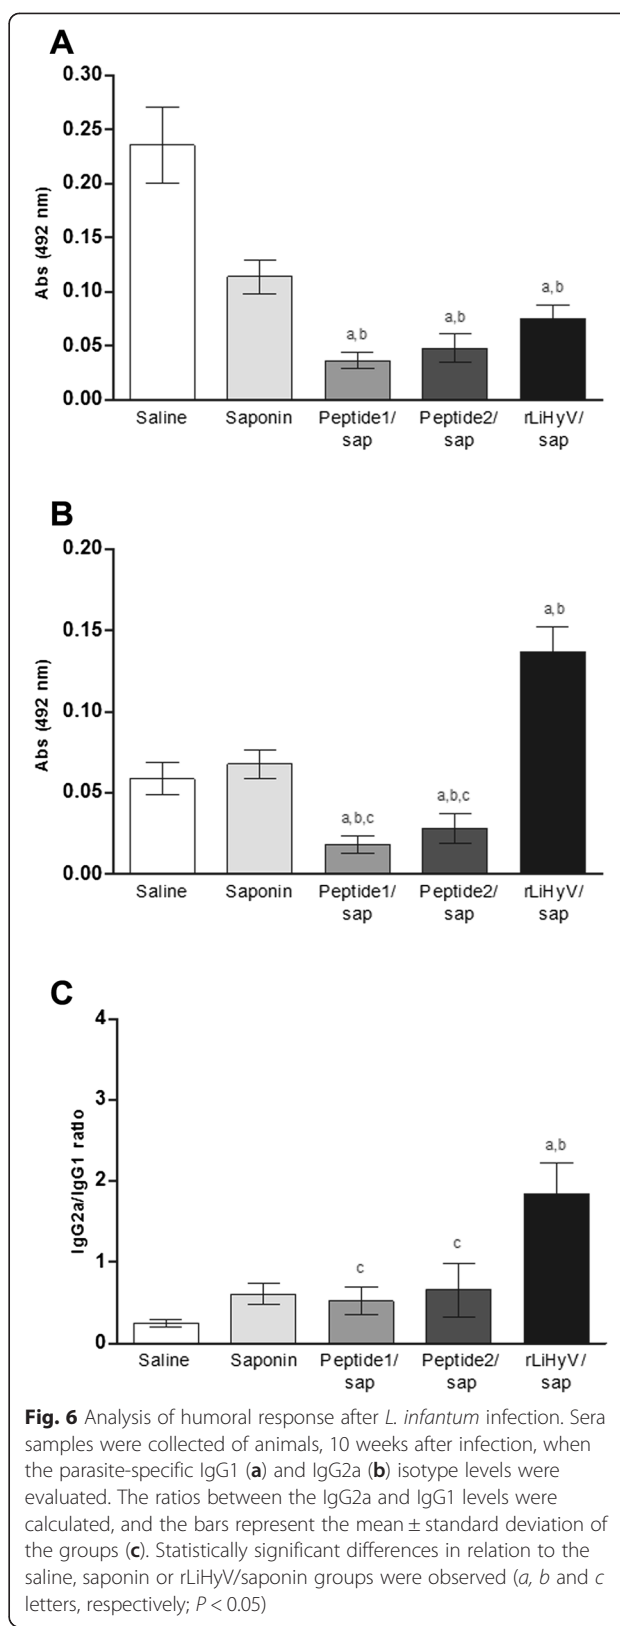 A
0.30
0.25
0.20
0.15
0.10
0.05
0.00
Abs (492 nm)
a,b
a,b
a,b
Saline Saponin Peptide1/ Peptide2/ rLiHyV/
sap sap sap
B
0.20
0.15
0.10
0.05
0.00
Abs (492 nm)
a,b
a,b,c
a,b,c
Saline Saponin Peptide1/ Peptide2/ rLiHyV/
sap sap sap
C
4
3
2
1
0
IgG2a/IgG1 ratio
a,b
c
c
Saline Saponin Peptide1/ Peptide2/ rLiHyV/
sap sap sap
Fig. 6 Analysis of humoral response after L. infantum infection. Sera
samples were collected of animals, 10 weeks after infection, when
the parasite-specific IgG1 (a) and IgG2a (b) isotype levels were
evaluated. The ratios between the IgG2a and IgG1 levels were
calculated, and the bars represent the mean ± standard deviation of
the groups (c). Statistically significant differences in relation to the
saline, saponin or rLiHyV/saponin groups were observed (a, b and c
letters, respectively; P < 0.05)